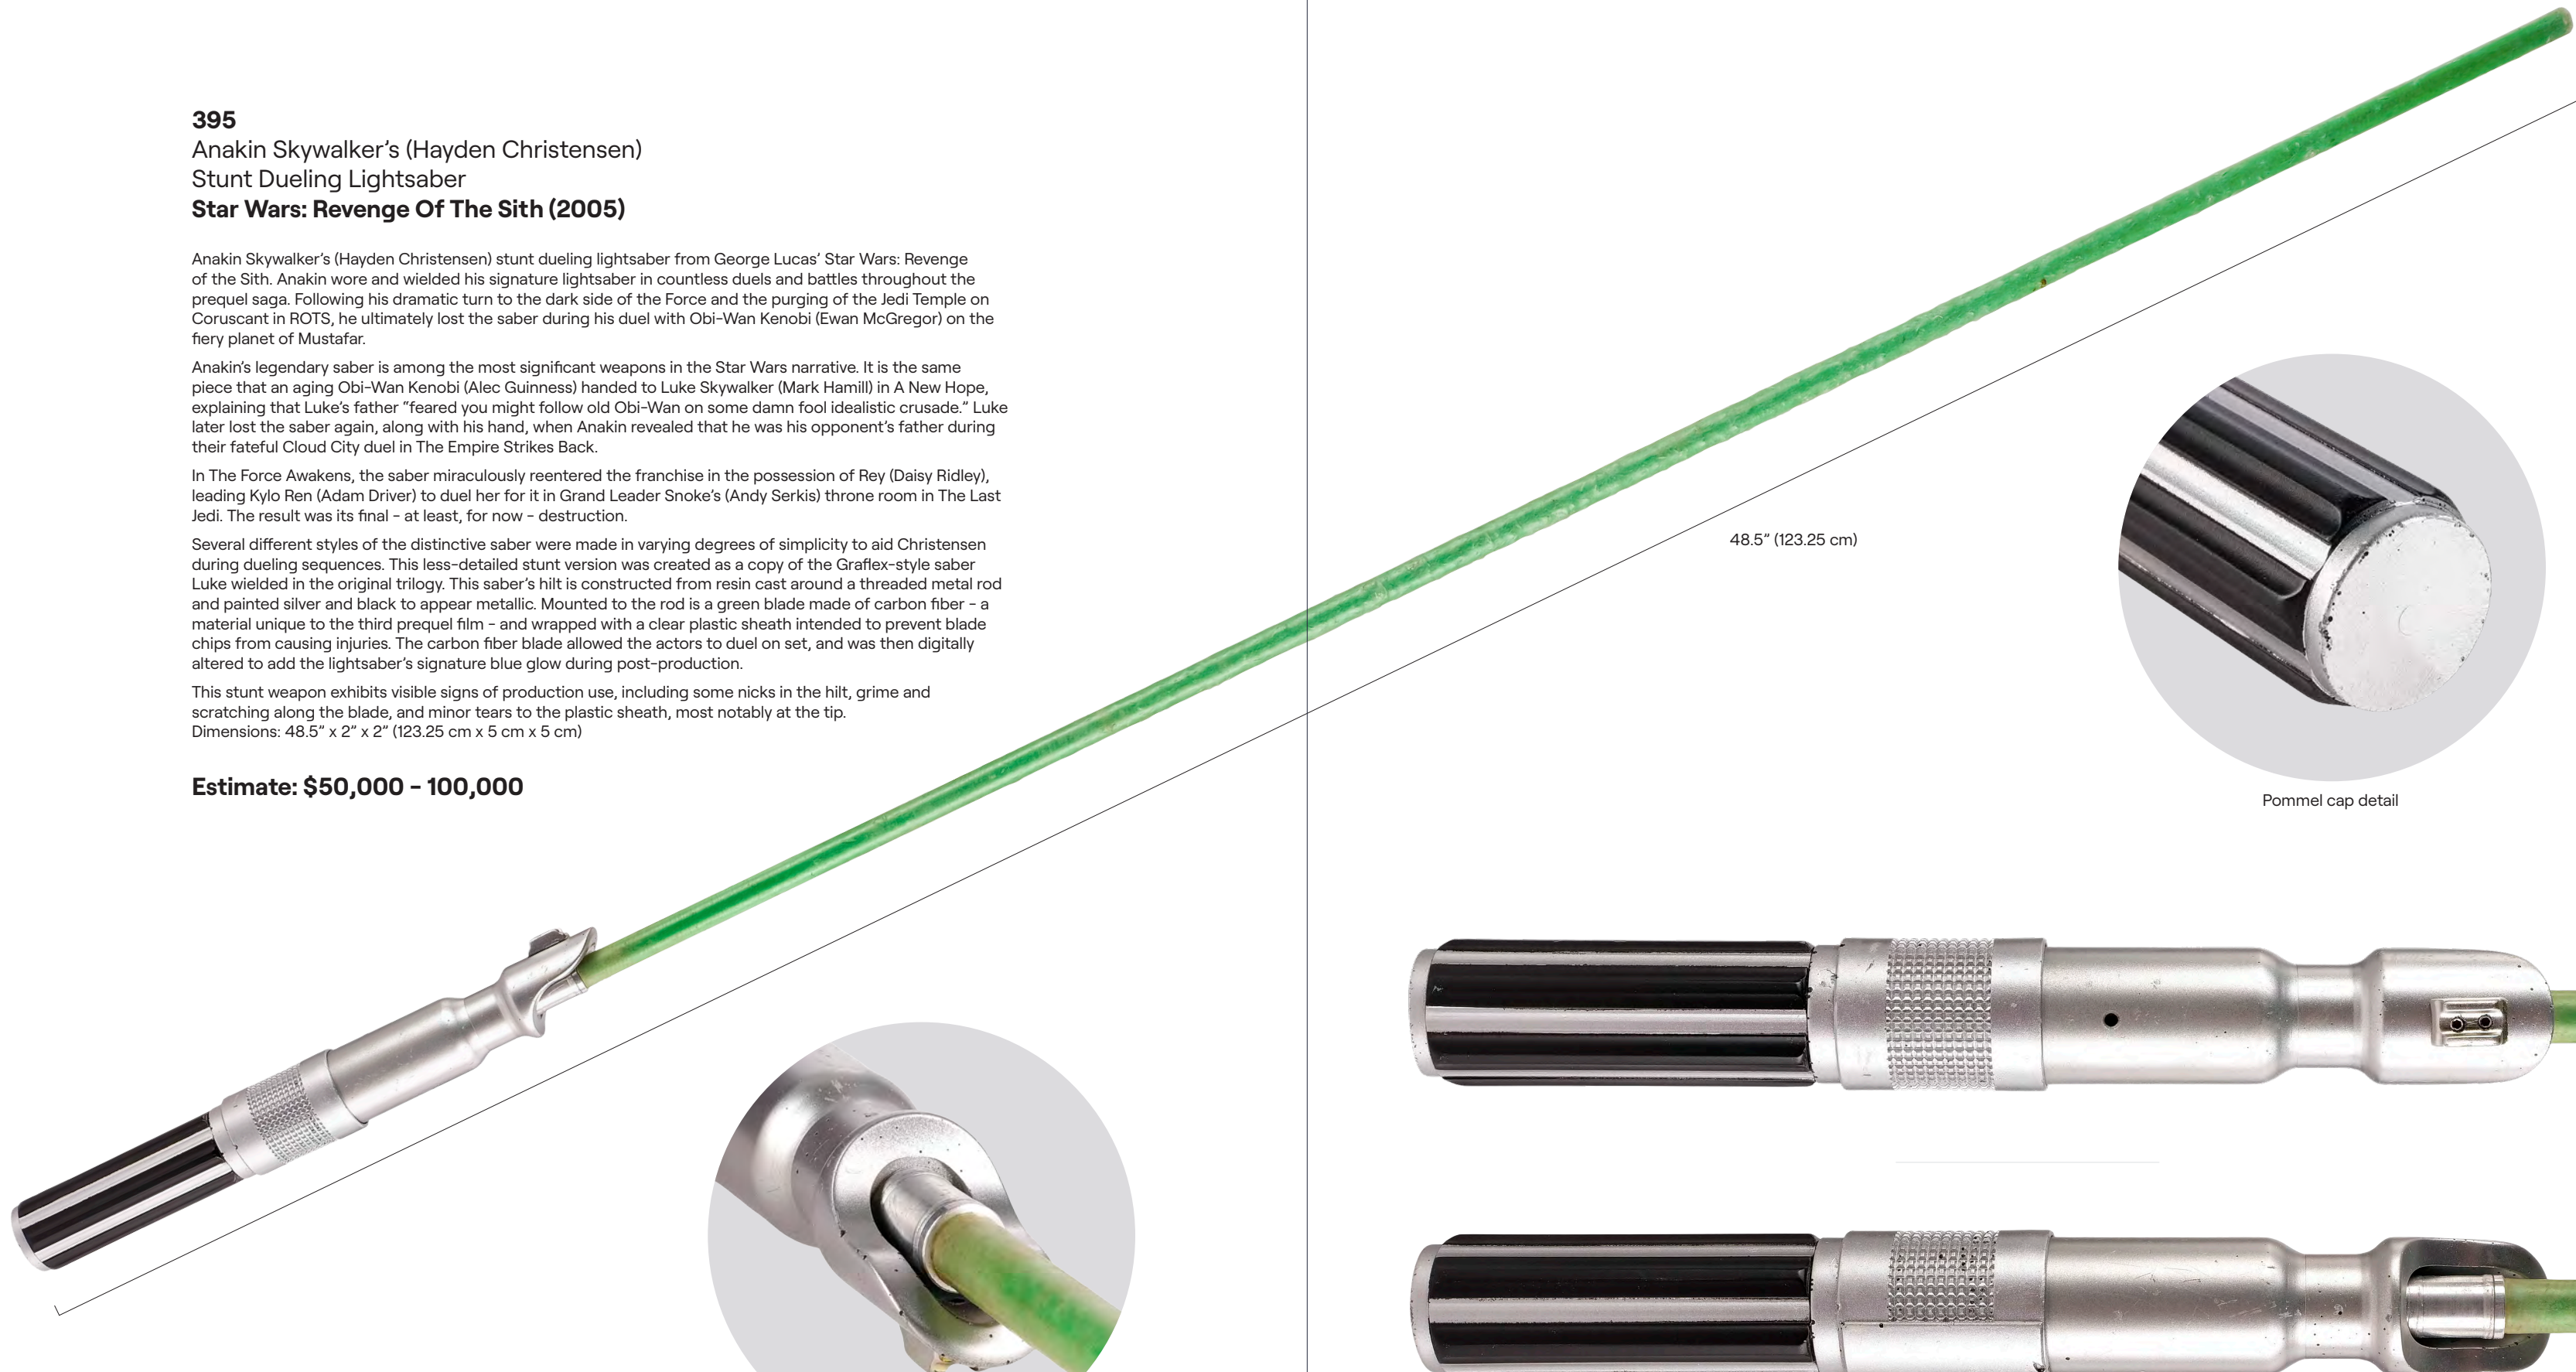 395
Anakin Skywalker’s (Hayden Christensen)
Stunt Dueling Lightsaber
Star Wars: Revenge Of The Sith (2005)
Anakin Skywalker’s (Hayden Christensen) stunt dueling lightsaber from George Lucas’ Star Wars: Revenge
of the Sith. Anakin wore and wielded his signature lightsaber in countless duels and battles throughout the
prequel saga. Following his dramatic turn to the dark side of the Force and the purging of the Jedi Temple on
Coruscant in ROTS, he ultimately lost the saber during his duel with Obi-Wan Kenobi (Ewan McGregor) on the
fiery planet of Mustafar.
Anakin’s legendary saber is among the most significant weapons in the Star Wars narrative. It is the same
piece that an aging Obi-Wan Kenobi (Alec Guinness) handed to Luke Skywalker (Mark Hamill) in A New Hope,
explaining that Luke’s father “feared you might follow old Obi-Wan on some damn fool idealistic crusade.” Luke
later lost the saber again, along with his hand, when Anakin revealed that he was his opponent’s father during
their fateful Cloud City duel in The Empire Strikes Back.
In The Force Awakens, the saber miraculously reentered the franchise in the possession of Rey (Daisy Ridley),
leading Kylo Ren (Adam Driver) to duel her for it in Grand Leader Snoke’s (Andy Serkis) throne room in The Last
Jedi. The result was its final - at least, for now - destruction.
Several different styles of the distinctive saber were made in varying degrees of simplicity to aid Christensen
during dueling sequences. This less-detailed stunt version was created as a copy of the Graflex-style saber
Luke wielded in the original trilogy. This saber’s hilt is constructed from resin cast around a threaded metal rod
and painted silver and black to appear metallic. Mounted to the rod is a green blade made of carbon fiber - a
material unique to the third prequel film - and wrapped with a clear plastic sheath intended to prevent blade
chips from causing injuries. The carbon fiber blade allowed the actors to duel on set, and was then digitally
altered to add the lightsaber’s signature blue glow during post-production.
This stunt weapon exhibits visible signs of production use, including some nicks in the hilt, grime and
scratching along the blade, and minor tears to the plastic sheath, most notably at the tip.
Dimensions: 48.5” x 2” x 2” (123.25 cm x 5 cm x 5 cm)
Estimate: $50,000 - 100,000
48.5” (123.25 cm)
Pommel cap detail